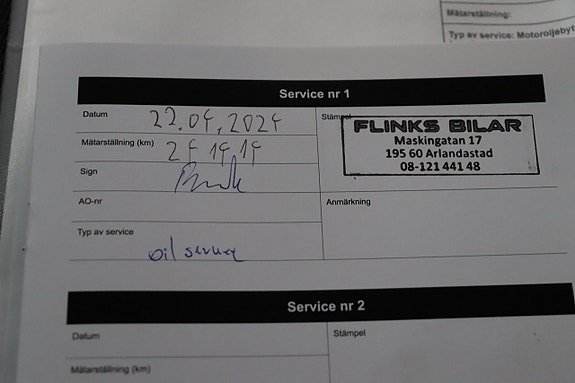 Mätarställning:
Typ av service: Motoroljebyt
Service nr 1
Datum 22.04.2024
Stämpel
FLINKS BILAR
Maskingatan 17
195 60 Arlandastad
08-121 441 48
Mätarställning (km)
Sign
AO-nr
Anmärkning
Typ av service
oil service
Service nr 2
Datum
Stämpel
Mätarställning (km)